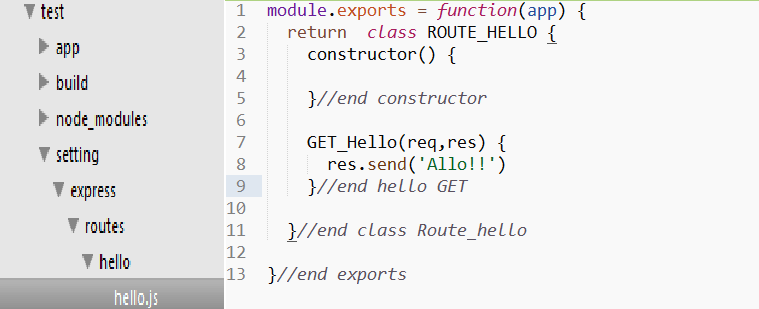 test
app
build
node_modules
setting
express
routes
hello
hello.js
1 module.exports = function(app) {
2   return  class ROUTE_HELLO {
3     constructor() {
4
5     }//end constructor
6
7     GET_Hello(req,res) {
8       res.send('Allo!!')
9     }//end hello GET
10
11   }//end class Route_hello
12
13 }//end exports